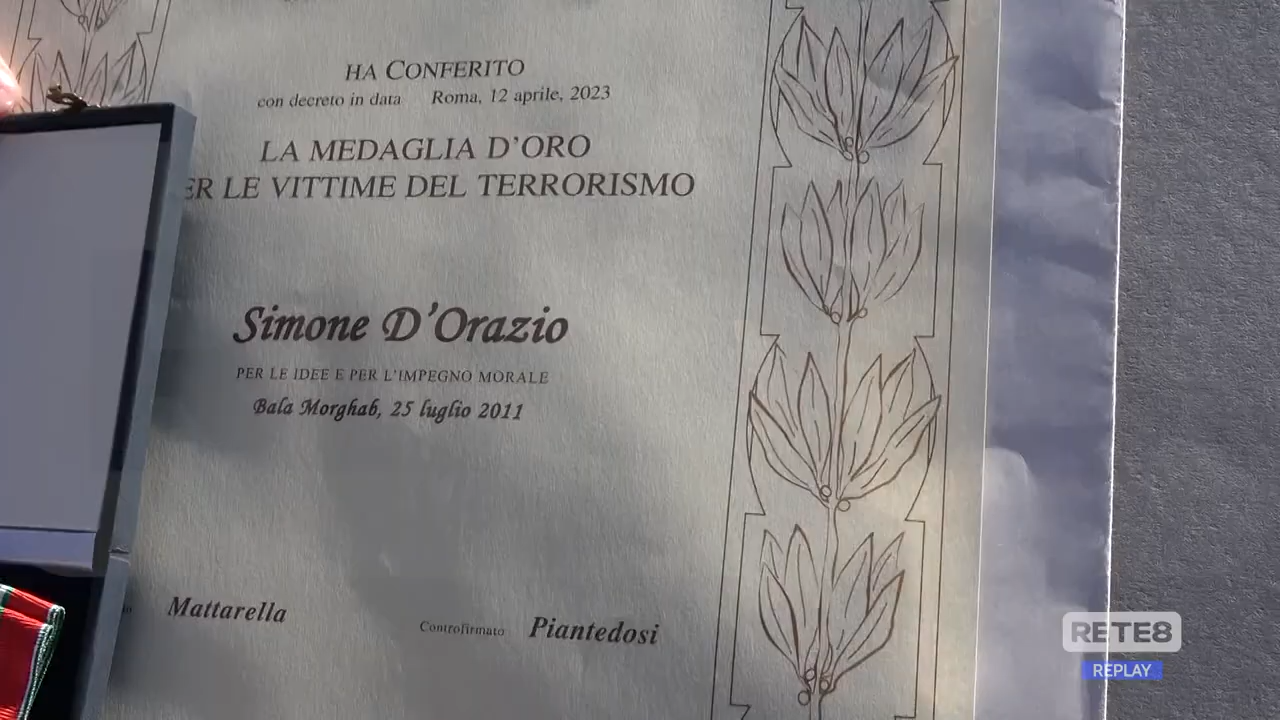 HA CONFERITO
con decreto in data Roma, 12 aprile, 2023
LA MEDAGLIA D'ORO
ER LE VITTIME DEL TERRORISMO
Simone D'Orazio
PER LE IDEE E PER L'IMPEGNO MORALE
Bala Morghab, 25 luglio 2011
Mattarella
Controfirmato Piantedosi
RETE8
REPLAY